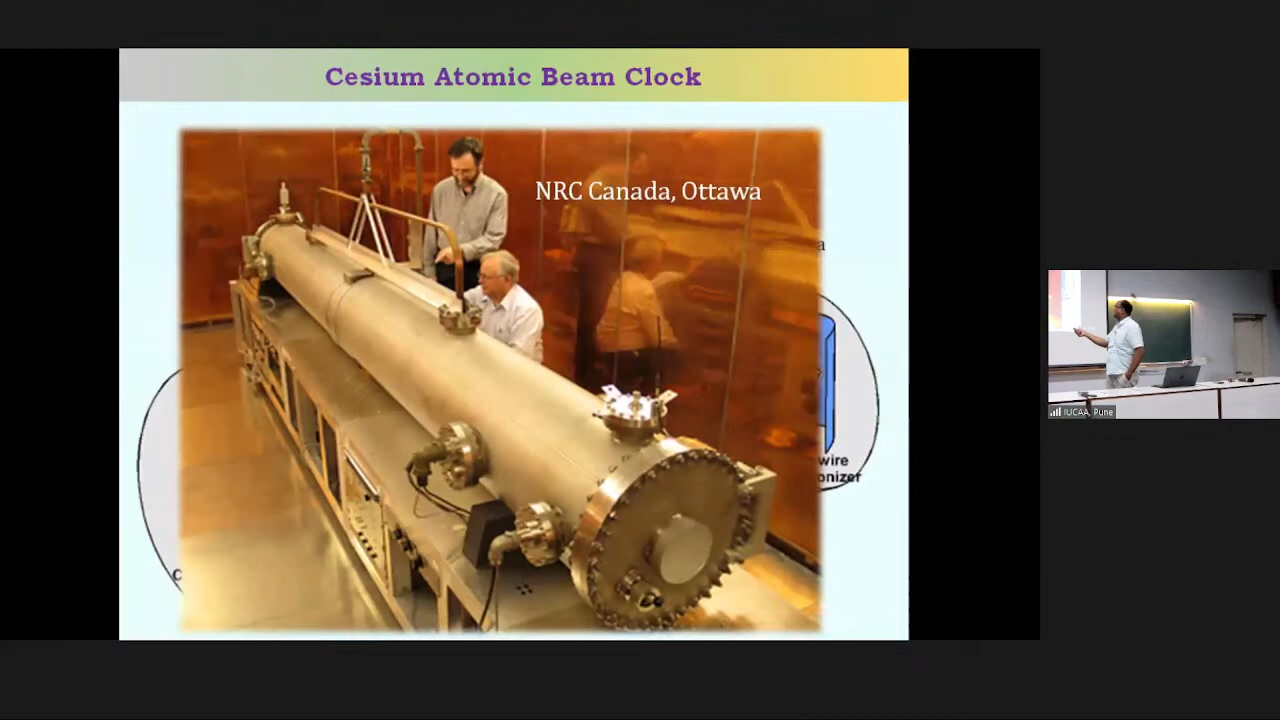 Cesium Atomic Beam Clock
NRC Canada, Ottawa
a
wire
onizer
C
IUCAA, Pune